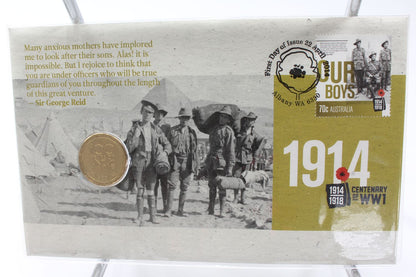 Many anxious mothers have implored
me to look after their sons. Alas! it is
impossible. But I rejoice to think that
you are under officers who will be true
guardians of you throughout the length
of this great venture.
Sir George Reid
First Day of Issue 22 April
Albany WA 6330
OUR
BOYS
70c AUSTRALIA
1914
1914
1918
CENTENARY
OF WW1